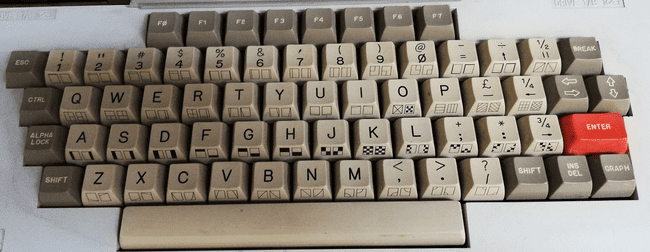 F0 F1 F2 F3 F4 F5 F6 F7
ESC ! 1 " 2 # 3 $ 4 % 5 & 6 ' 7 ( 8 ) 9 @ 0 - = ÷ 1/2 BREAK
CTRL Q W E R T Y U I O P £ 1/4
ALPHA LOCK A S D F G H J K L + ; * : 3/4 ENTER
SHIFT Z X C V B N M < , > . ? / SHIFT INS DEL GRAPH